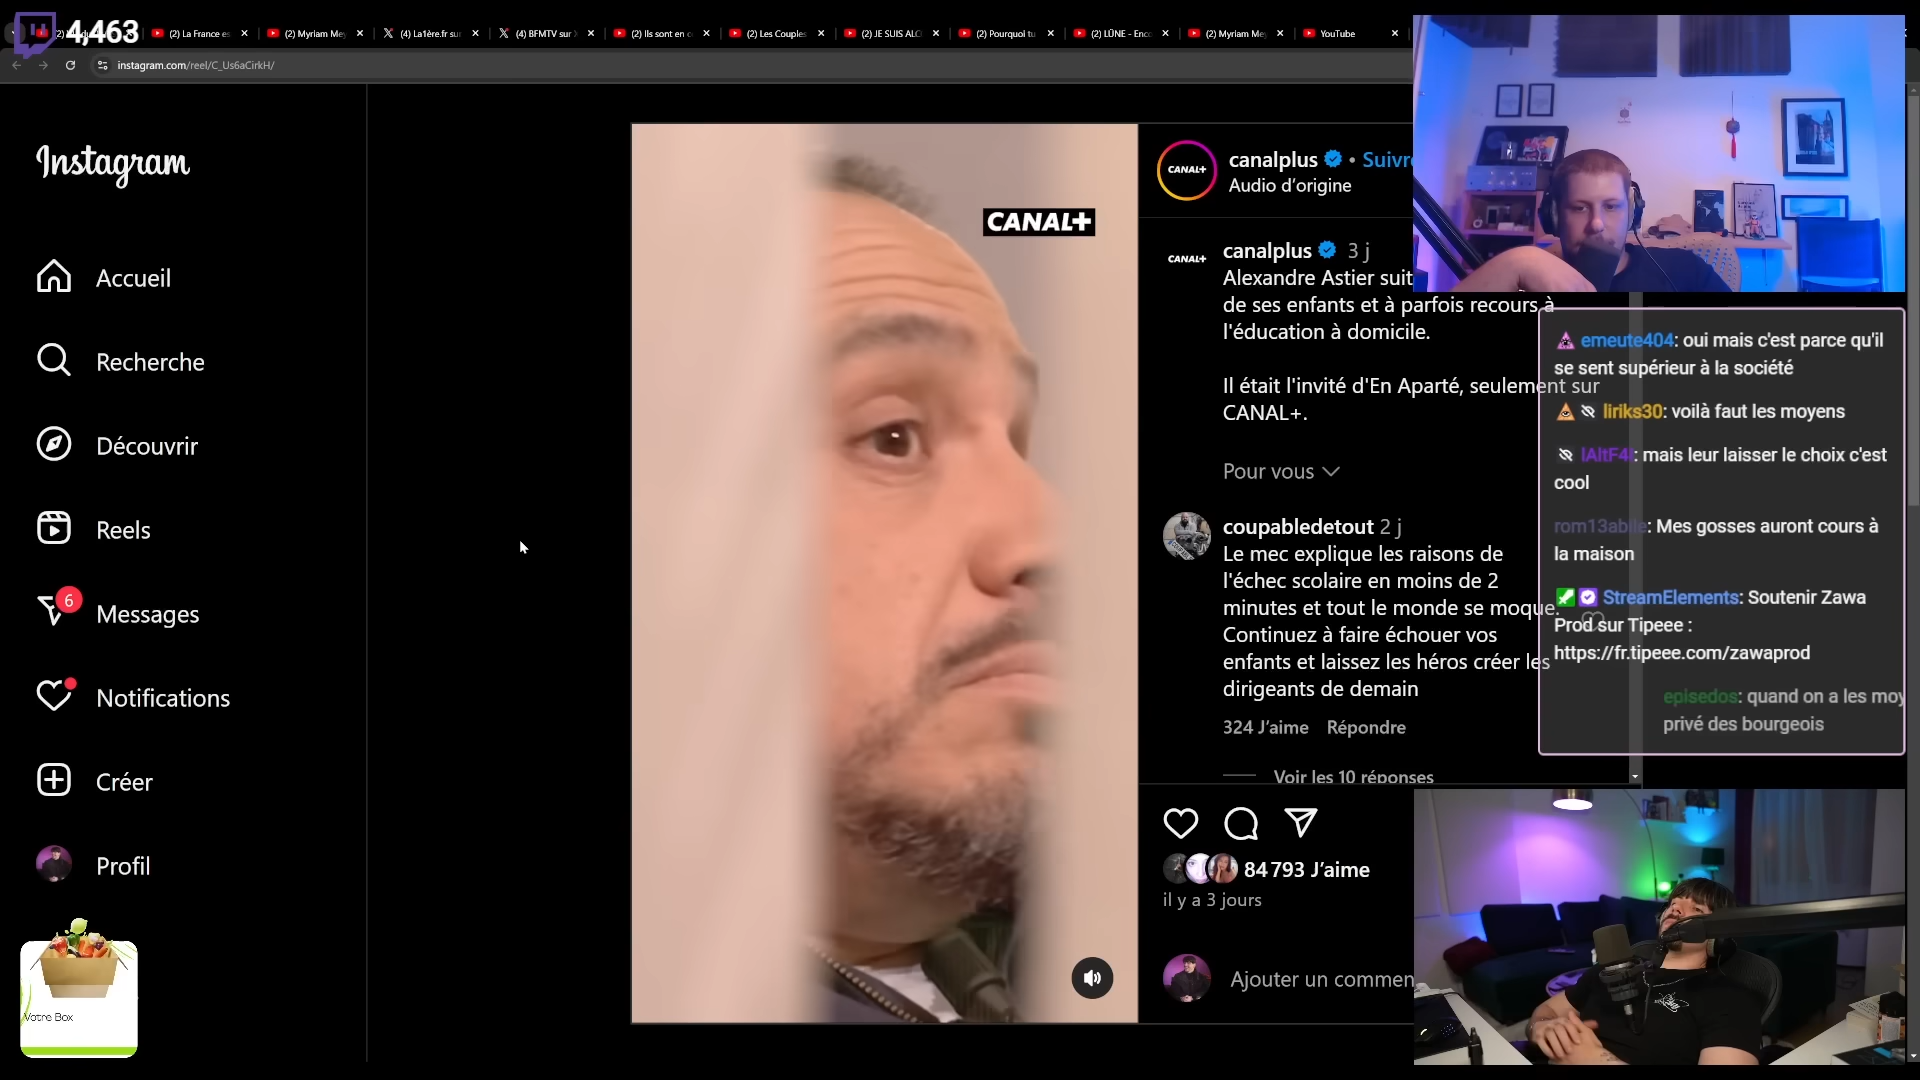 4,463
(2) La France es
(2) Myriam Me
(4) La1ère.fr sur
(4) BFMTV sur
(2) Ils sont en c
(2) Les Couples
(2) JE SUIS ALC
(2) Pourquoi tu
(2) LÜNE - Enc
(2) Myriam Me
YouTube
instagram.com/reel/C_Us6aCirkH/
Instagram
Accueil
Recherche
Découvrir
Reels
6
Messages
Notifications
Créer
Profil
Votre Box
CANAL+
CANAL+
canalplus • Suivre
Audio d'origine
CANAL+
canalplus 3 j
Alexandre Astier suit
de ses enfants et à parfois recours à
l'éducation à domicile.
Il était l'invité d'En Aparté, seulement sur
CANAL+.
Pour vous
coupabledetout 2 j
Le mec explique les raisons de
l'échec scolaire en moins de 2
minutes et tout le monde se moque.
Continuez à faire échouer vos
enfants et laissez les héros créer les
dirigeants de demain
324 J'aime Répondre
Voir les 10 réponses
84 793 J'aime
il y a 3 jours
Ajouter un commen
emeute404: oui mais c'est parce qu'il
se sent supérieur à la société
liriks30: voilà faut les moyens
: mais leur laisser le choix c'est
cool
: Mes gosses auront cours à
la maison
StreamElements: Soutenir Zawa
Prod sur Tipeee :
https://fr.tipeee.com/zawaprod
episedos: quand on a les moy
privé des bourgeois